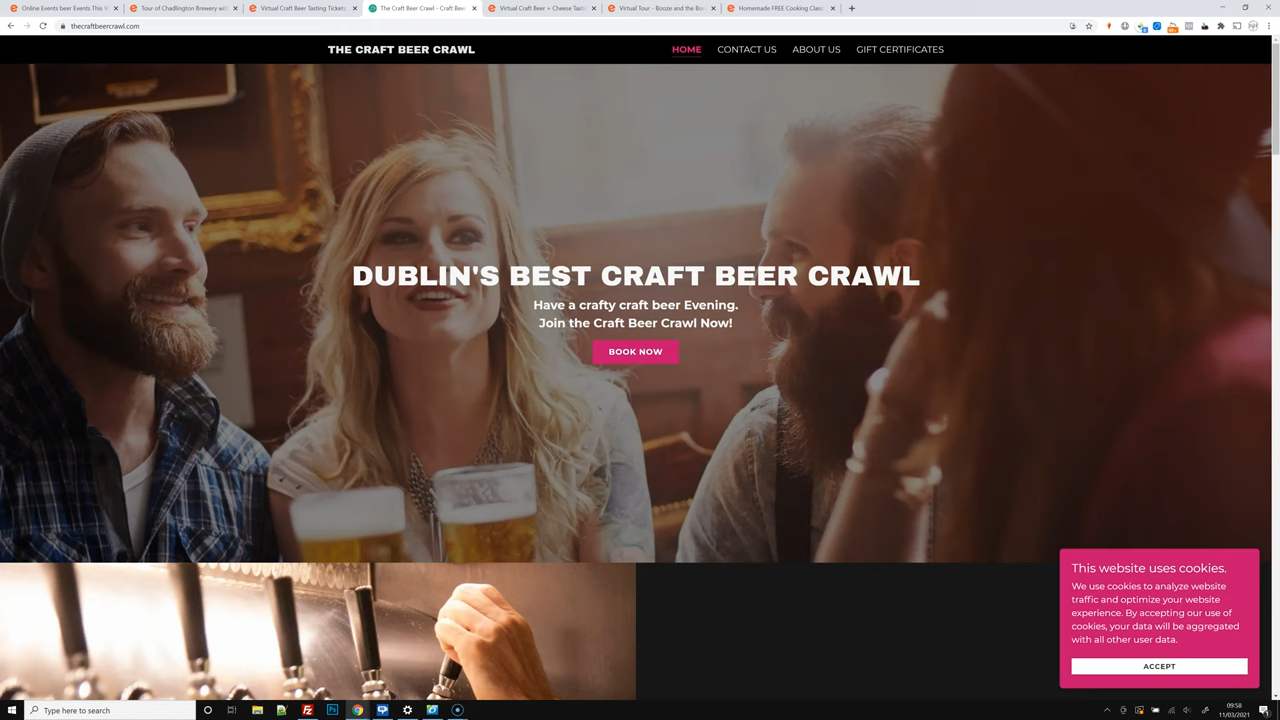 Online Events beer Events This W
Tour of Chadlington Brewery with
Virtual Craft Beer Tasting Tickets
The Craft Beer Crawl - Craft Beer
Virtual Craft Beer + Cheese Tasti
Virtual Tour - Booze and the Bor
Homemade FREE Cooking Class
thecraftbeercrawl.com
THE CRAFT BEER CRAWL
HOME
CONTACT US
ABOUT US
GIFT CERTIFICATES
DUBLIN'S BEST CRAFT BEER CRAWL
Have a crafty craft beer Evening.
Join the Craft Beer Crawl Now!
BOOK NOW
This website uses cookies.
We use cookies to analyze website
traffic and optimize your website
experience. By accepting our use of
cookies, your data will be aggregated
with all other user data.
ACCEPT
Type here to search
09:58
11/03/2021